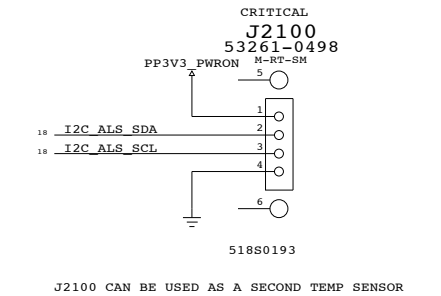 CRITICAL
J2100
53261-0498
M-RT-SM
PP3V3_PWRON
5
1
18 I2C_ALS_SDA 2
18 I2C_ALS_SCL 3
4
6
518S0193
J2100 CAN BE USED AS A SECOND TEMP SENSOR